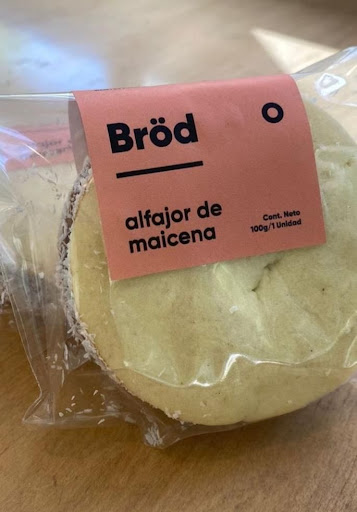 Bröd
O
alfajor de
maicena
Cont. Neto
100g/1 Unidad